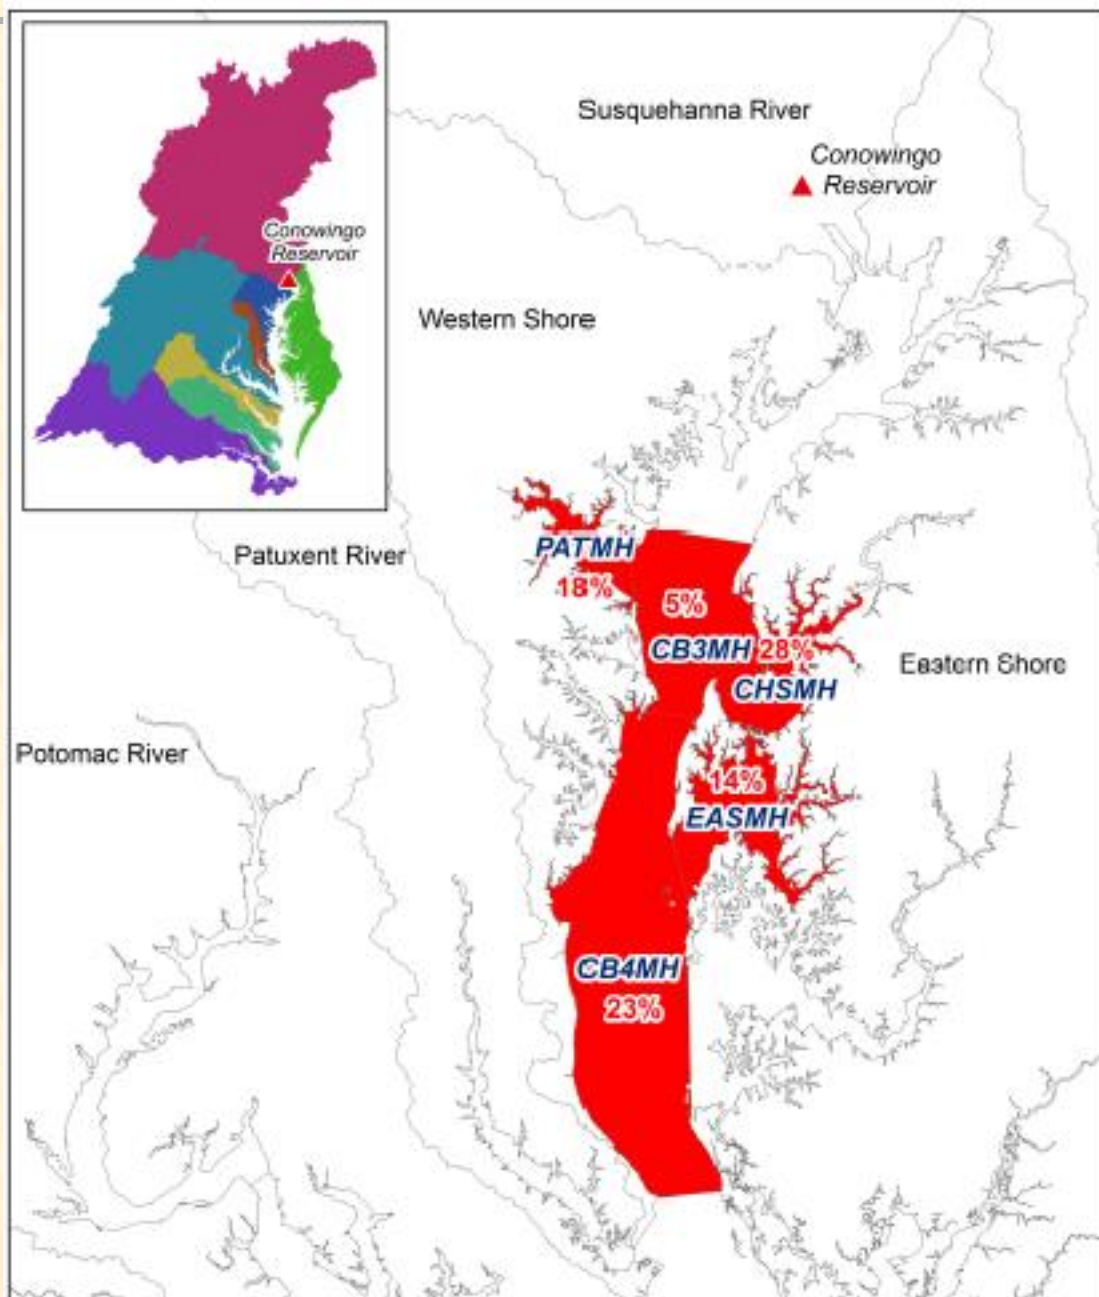 Susquehanna River
Conowingo
Reservoir
Conowingo
Reservoir
Western Shore
PATMH
18%
Patuxent River
5%
CB3MH
28%
CHSMH
Eastern Shore
Potomac River
14%
EASMH
CB4MH
23%